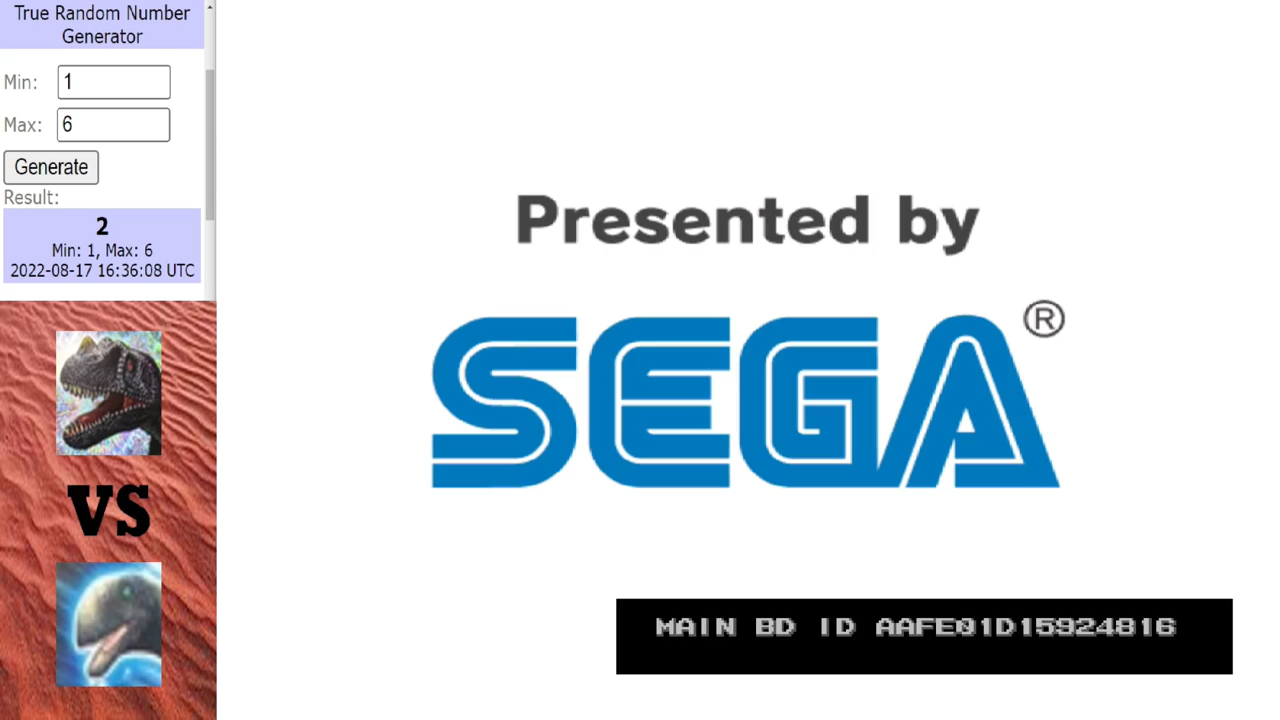 True Random Number
Generator
Min: 1
Max: 6
Generate
Result:
2
Min: 1, Max: 6
2022-08-17 16:36:08 UTC
VS
Presented by
SEGA®
MAIN BD ID AAFE01D15924816